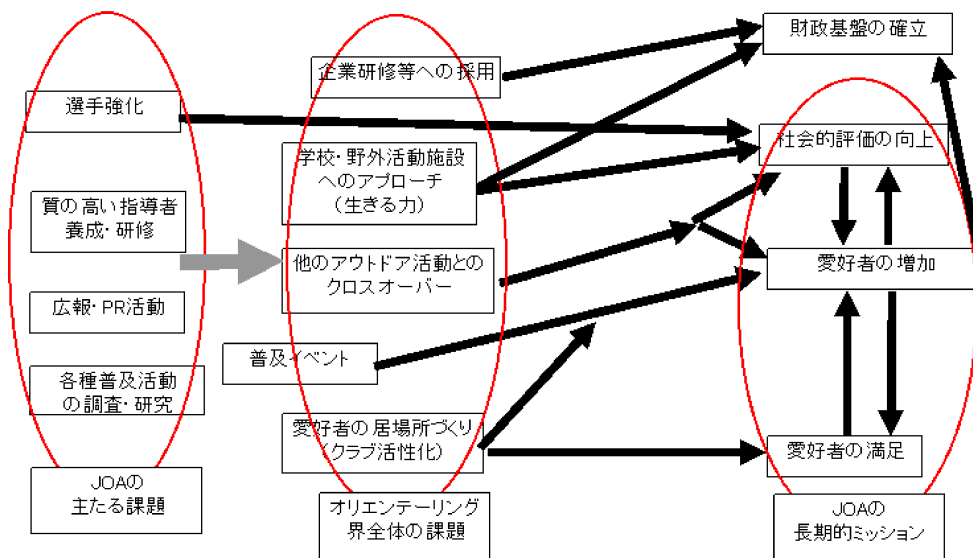 財政基盤の確立
企業研修等への採用
選手強化
社会的評価の向上
学校・野外活動施設
へのアプローチ
(生きる力)
質の高い指導者
養成・研修
他のアウトドア活動との
クロスオーバー
愛好者の増加
広報・PR活動
普及イベント
各種普及活動
の調査・研究
愛好者の居場所づくり
(クラブ活性化)
愛好者の満足
JOAの
主たる課題
オリエンテーリング
界全体の課題
JOAの
長期的ミッション